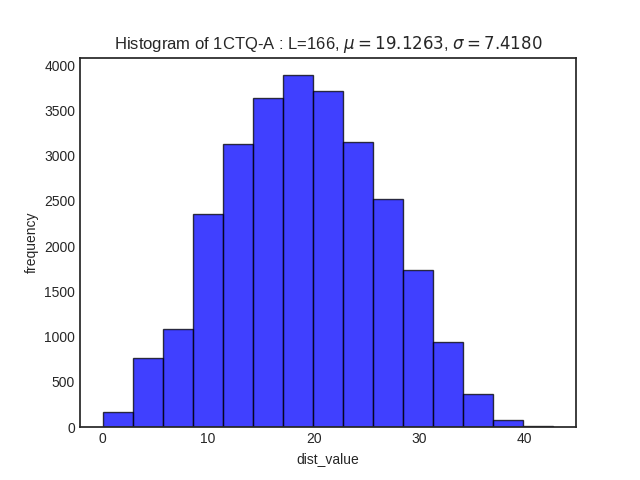 Histogram of 1CTQ-A : L=166, μ = 19.1263, σ = 7.4180
4000
3500
3000
2500
2000
1500
1000
500
0
frequency
0 10 20 30 40
dist_value